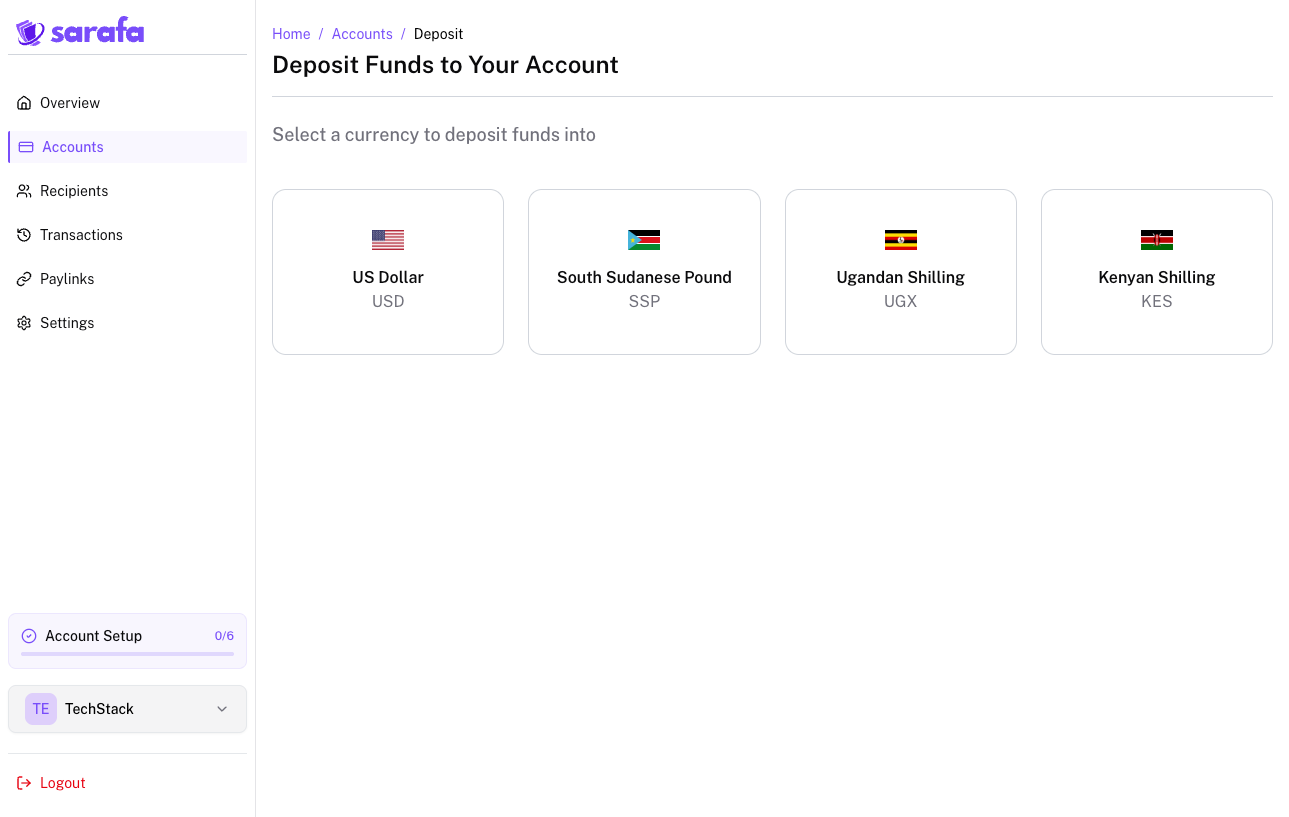 sarafa
Overview
Accounts
Recipients
Transactions
Paylinks
Settings
Account Setup 0/6
TE TechStack
Logout
Home / Accounts / Deposit
Deposit Funds to Your Account
Select a currency to deposit funds into
US Dollar
USD
South Sudanese Pound
SSP
Ugandan Shilling
UGX
Kenyan Shilling
KES